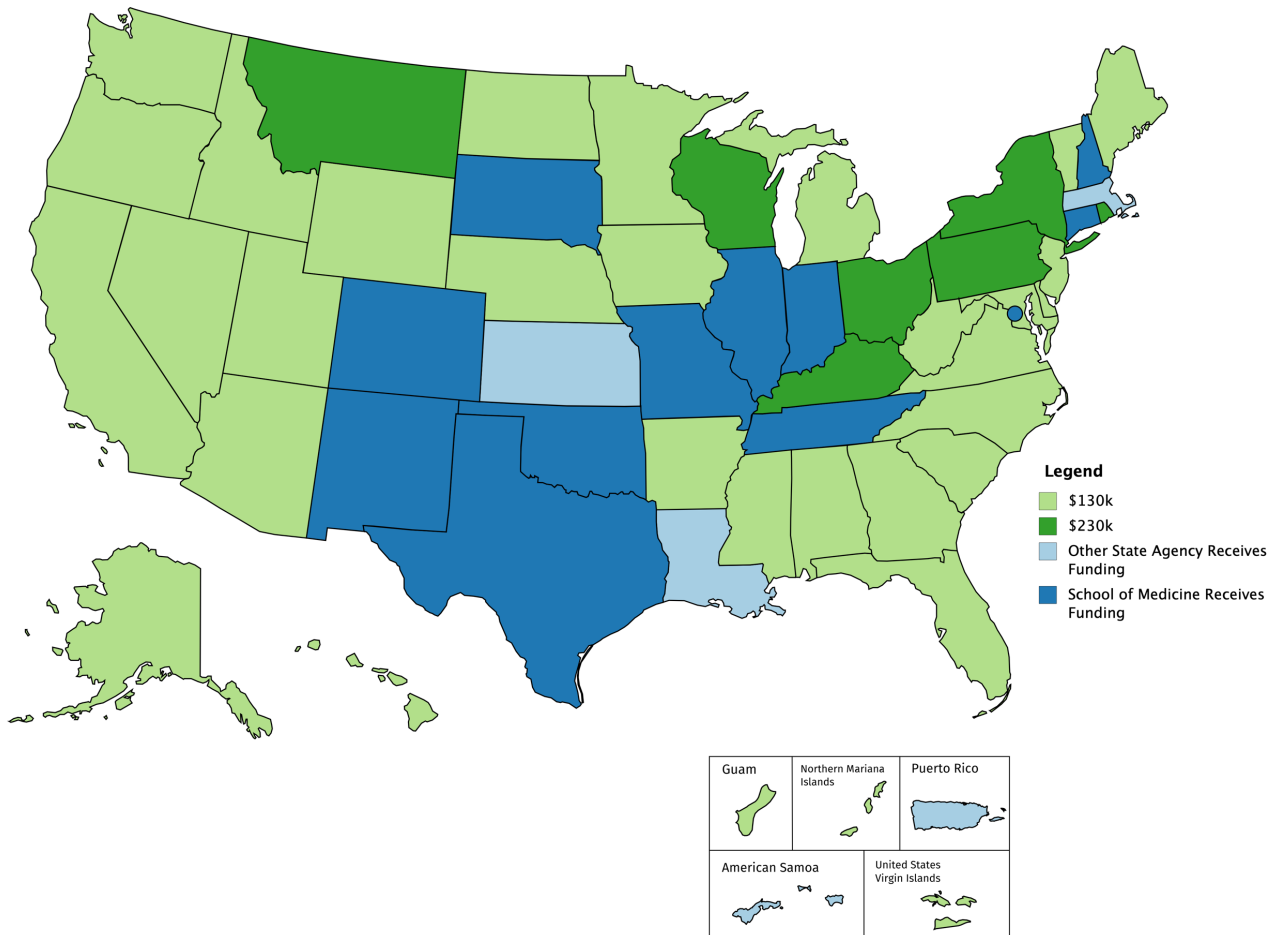 Legend
$130k
$230k
Other State Agency Receives
Funding
School of Medicine Receives
Funding
Guam
Northern Mariana
Islands
Puerto Rico
American Samoa
United States
Virgin Islands